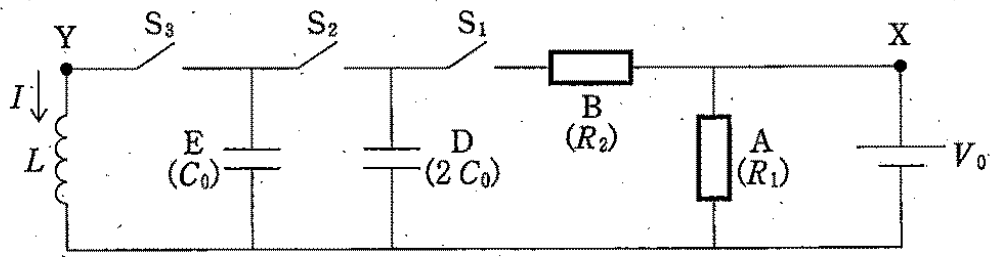 Y S₃ S₂ S₁ X
I
L
E
(C₀)
D
(2 C₀)
B
(R₂)
A
(R₁)
V₀